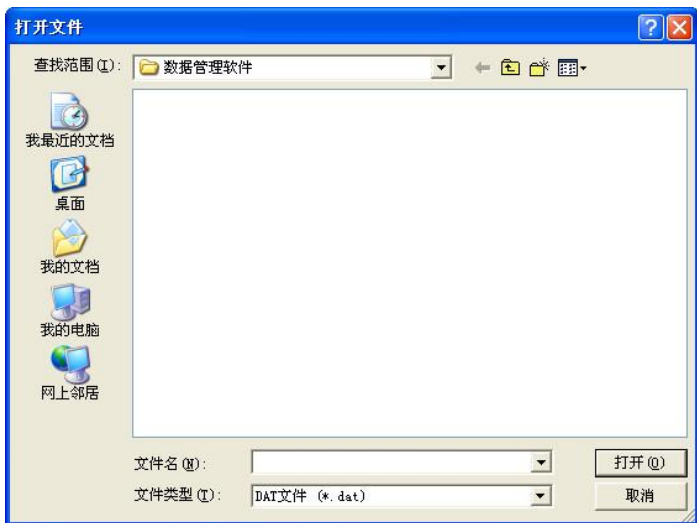 打开文件
查找范围(I):
数据管理软件
我最近的文档
桌面
我的文档
我的电脑
网上邻居
文件名(N):
打开(O)
文件类型(T):
DAT文件 (*.dat)
取消